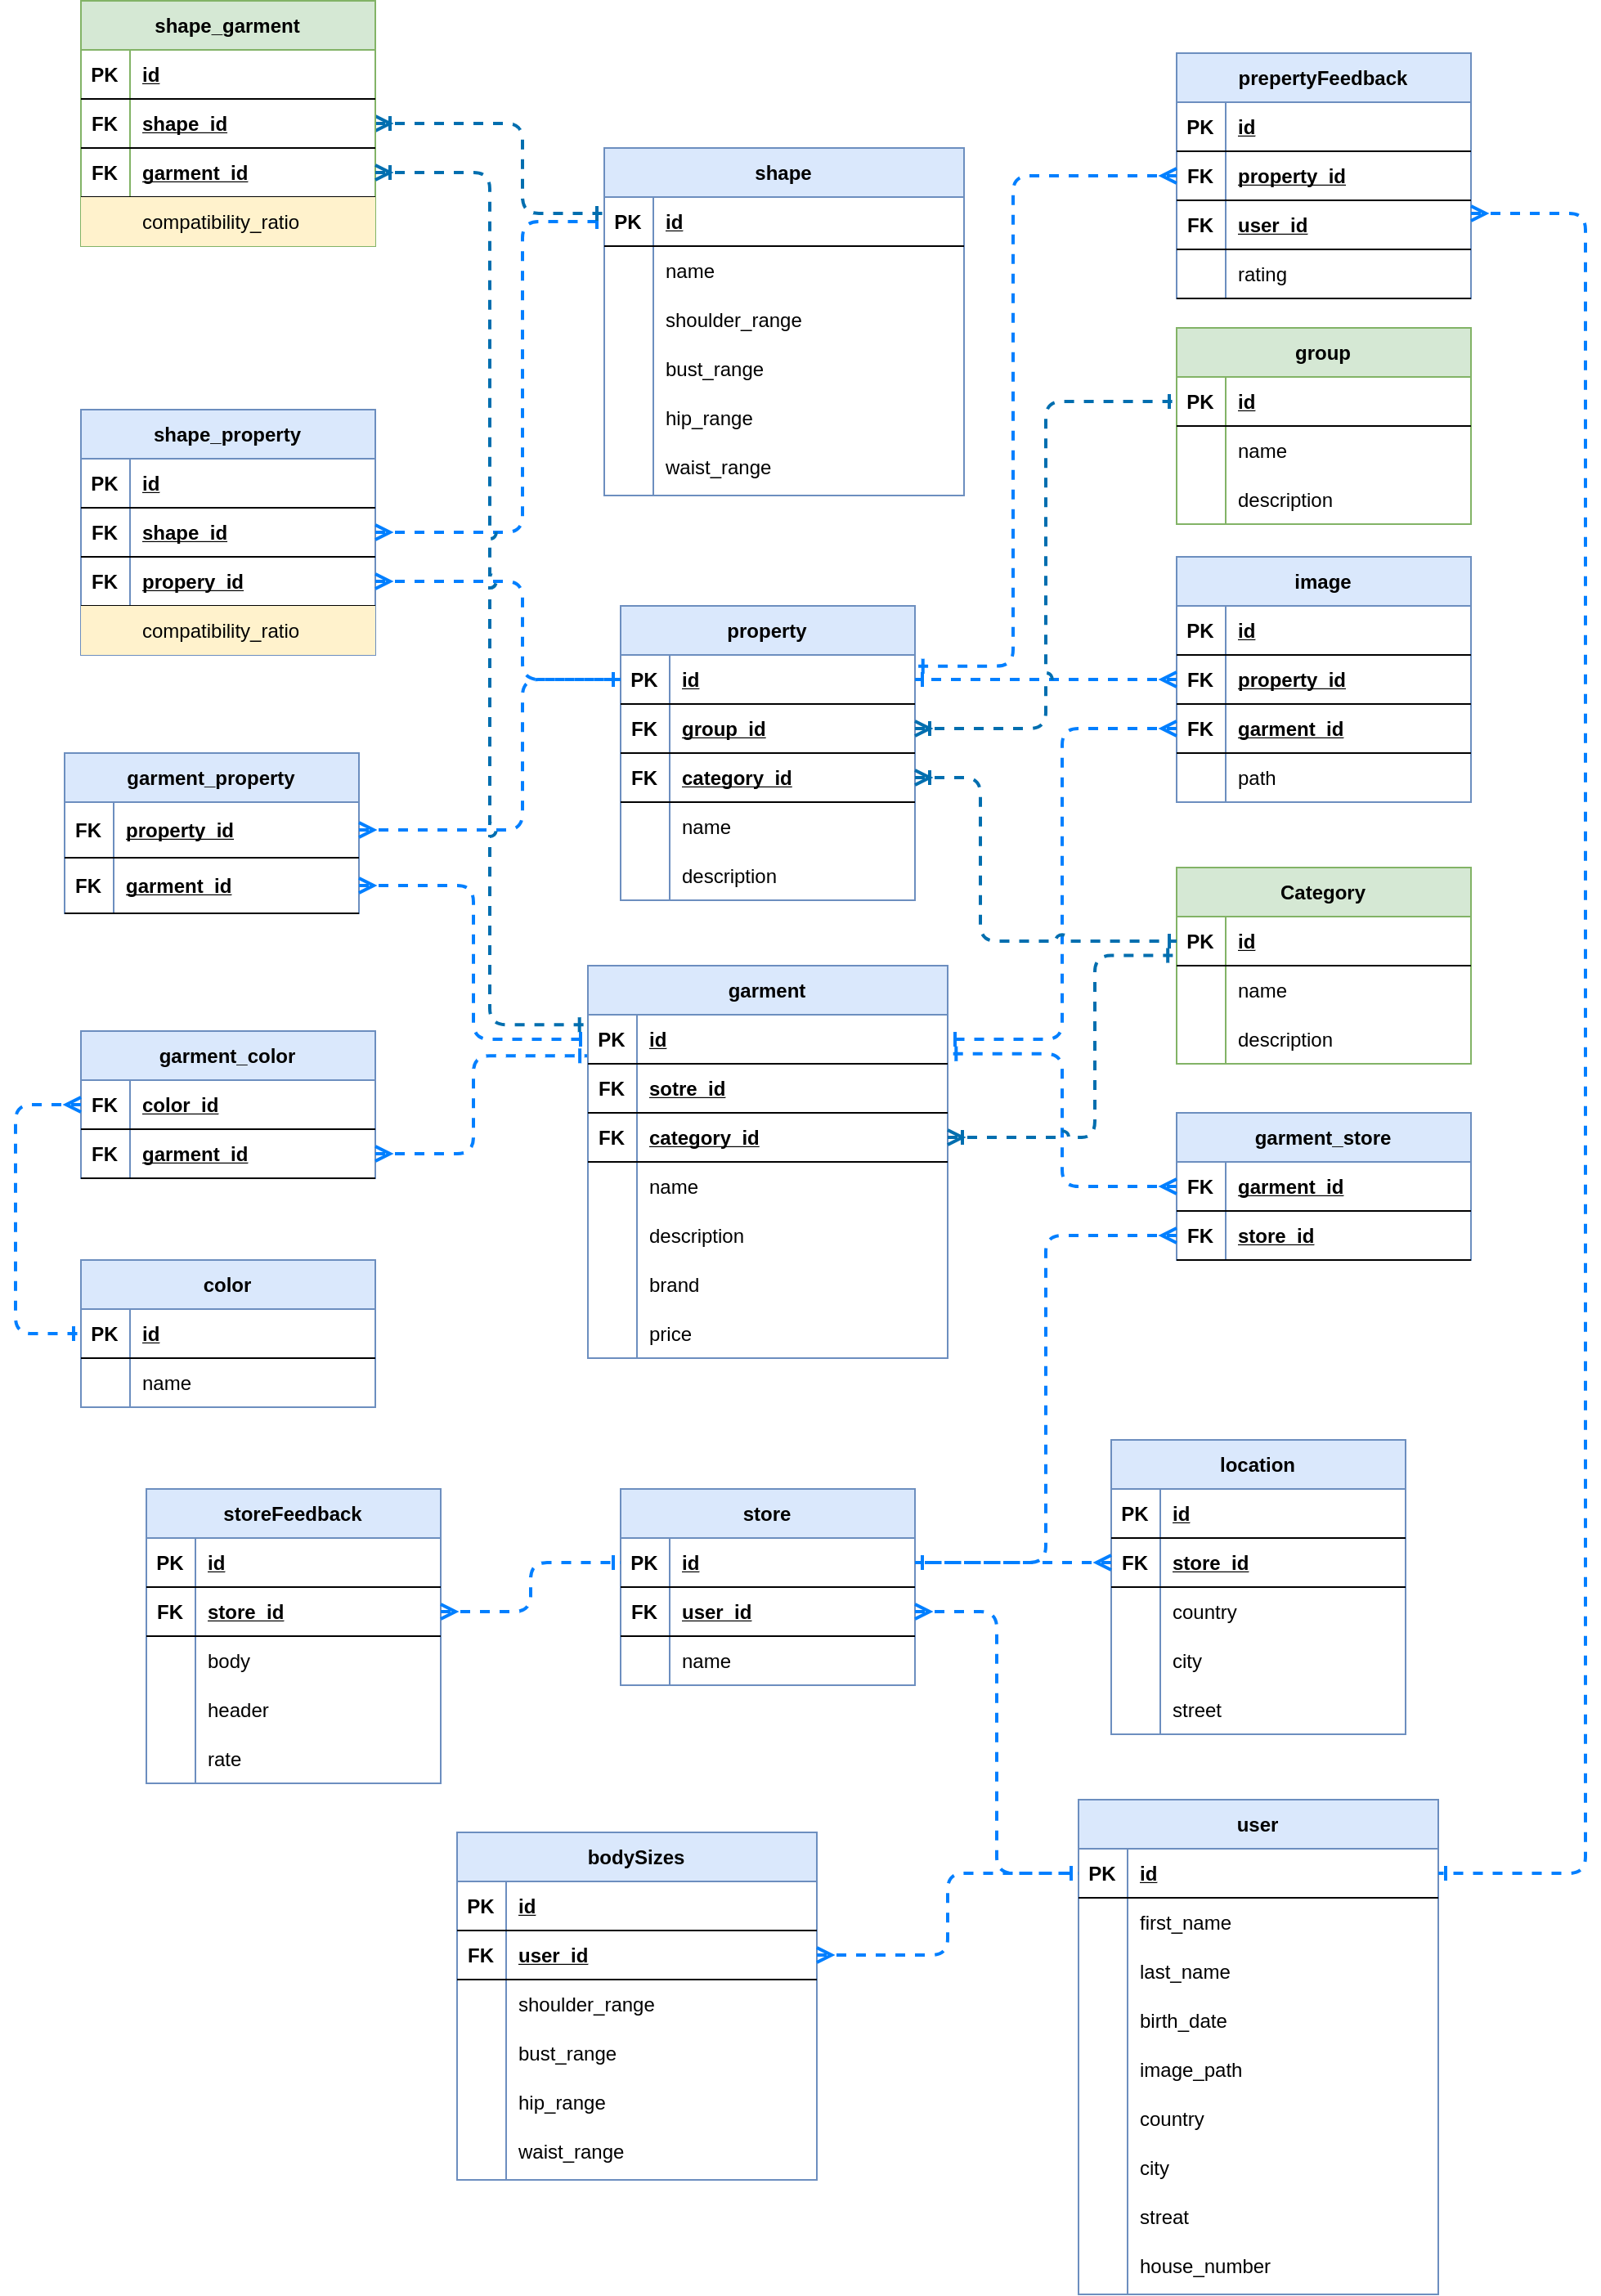 shape_garment
PK id
FK shape_id
FK garment_id
compatibility_ratio
shape
PK id
name
shoulder_range
bust_range
hip_range
waist_range
prepertyFeedback
PK id
FK property_id
FK user_id
rating
group
PK id
name
description
shape_property
PK id
FK shape_id
FK propery_id
compatibility_ratio
property
PK id
FK group_id
FK category_id
name
description
image
PK id
FK property_id
FK garment_id
path
garment_property
FK property_id
FK garment_id
Category
PK id
name
description
garment
PK id
FK sotre_id
FK category_id
name
description
brand
price
garment_color
FK color_id
FK garment_id
garment_store
FK garment_id
FK store_id
color
PK id
name
storeFeedback
PK id
FK store_id
body
header
rate
store
PK id
FK user_id
name
location
PK id
FK store_id
country
city
street
bodySizes
PK id
FK user_id
shoulder_range
bust_range
hip_range
waist_range
user
PK id
first_name
last_name
birth_date
image_path
country
city
streat
house_number